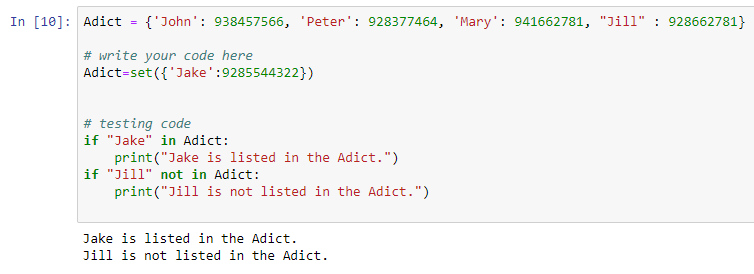 In [10]: Adict = {'John': 938457566, 'Peter': 928377464, 'Mary': 941662781, "Jill" : 928662781}
# write your code here
Adict=set({'Jake':9285544322})
# testing code
if "Jake" in Adict:
    print("Jake is listed in the Adict.")
if "Jill" not in Adict:
    print("Jill is not listed in the Adict.")
Jake is listed in the Adict.
Jill is not listed in the Adict.